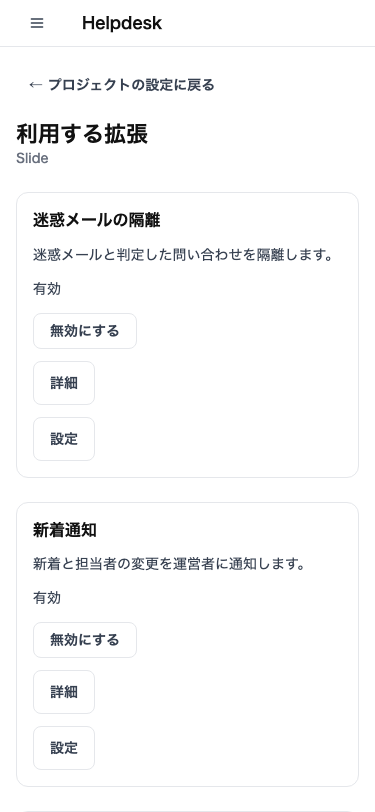 Helpdesk
← プロジェクトの設定に戻る
利用する拡張
Slide
迷惑メールの隔離
迷惑メールと判定した問い合わせを隔離します。
有効
無効にする
詳細
設定
新着通知
新着と担当者の変更を運営者に通知します。
有効
無効にする
詳細
設定